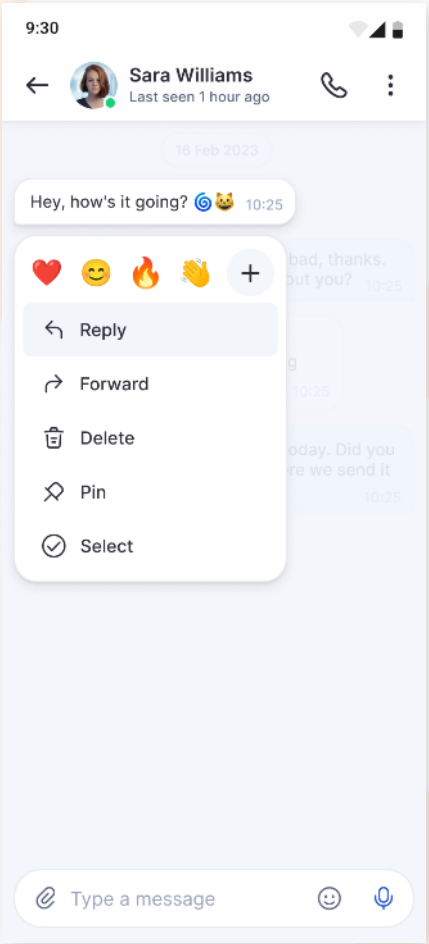 9:30
Sara Williams
Last seen 1 hour ago
16 Feb 2023
Hey, how's it going? 🌀😺 10:25
bad, thanks.
out you? 10:25
❤️ 😊 🔥 👋 +
Reply
Forward
g
10:25
Delete
oday. Did you
re we send it
10:25
Pin
Select
Type a message